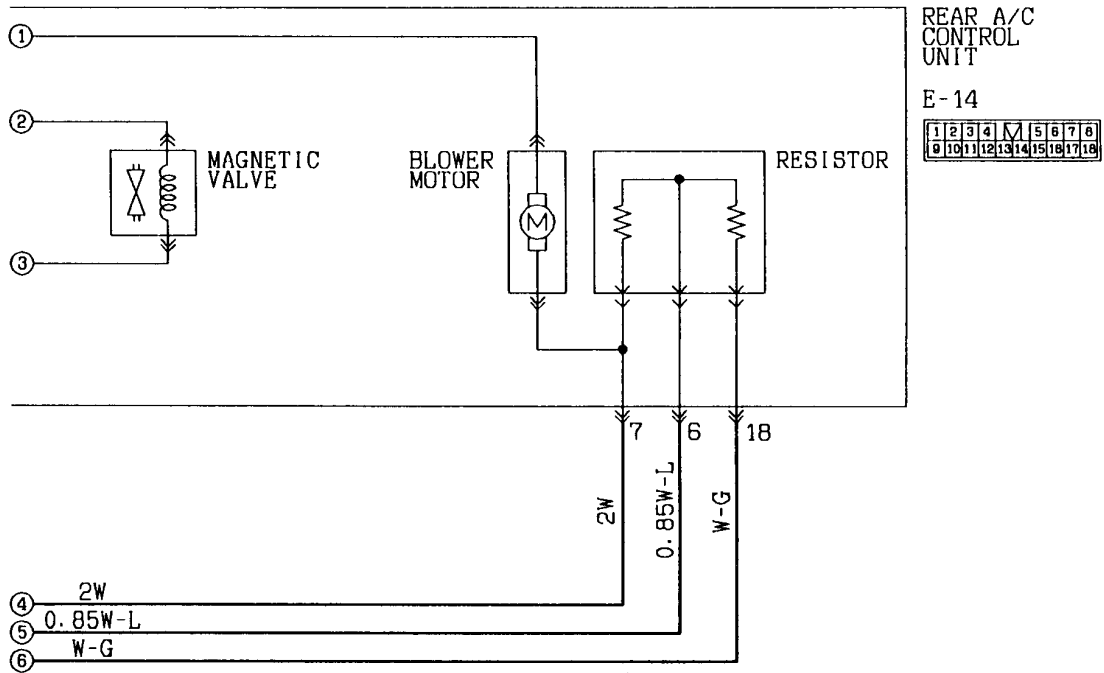 ①
REAR A/C
CONTROL
UNIT
E-14
1 2 3 4 5 6 7 8
9 10 11 12 13 14 15 16 17 18
②
MAGNETIC
VALVE
BLOWER
MOTOR
RESISTOR
M
③
7 6 18
2W
0.85W-L
W-G
④ 2W
⑤ 0.85W-L
⑥ W-G